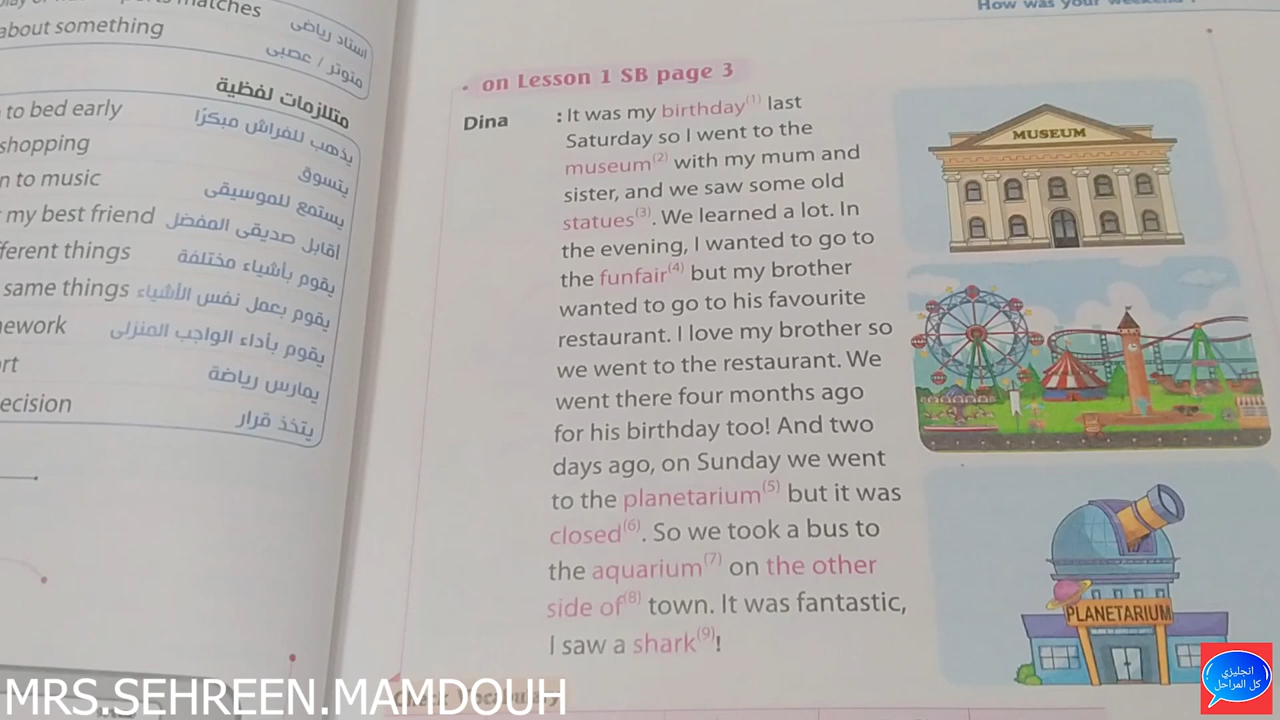 matches
about something
استاد رياضى
متوتر / عصبى
متلازمات لفظية
to bed early
يذهب للفراش مبكرًا
shopping
يتسوق
n to music
يستمع للموسيقى
my best friend
أقابل صديقى المفضل
fferent things
يقوم بأشياء مختلفة
same things
يقوم بعمل نفس الأشياء
nework
يقوم بأداء الواجب المنزلى
ort
يمارس رياضة
ecision
يتخذ قرار
How was your weekend ?
• on Lesson 1 SB page 3
Dina : It was my birthday(1) last
Saturday so I went to the
museum(2) with my mum and
sister, and we saw some old
statues(3). We learned a lot. In
the evening, I wanted to go to
the funfair(4) but my brother
wanted to go to his favourite
restaurant. I love my brother so
we went to the restaurant. We
went there four months ago
for his birthday too! And two
days ago, on Sunday we went
to the planetarium(5) but it was
closed(6). So we took a bus to
the aquarium(7) on the other
side of(8) town. It was fantastic,
I saw a shark(9)!
MUSEUM
PLANETARIUM
Vocabulary
MRS.SEHREEN.MAMDOUH
انجليزي
كل المراحل